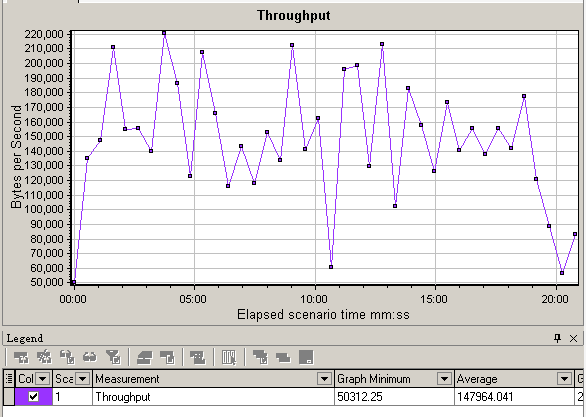 Throughput
220,000
210,000
200,000
190,000
180,000
170,000
160,000
150,000
140,000
130,000
120,000
110,000
100,000
90,000
80,000
70,000
60,000
50,000
Bytes per Second
00:00 05:00 10:00 15:00 20:00
Elapsed scenario time mm:ss
Legend
Col Sca Measurement Graph Minimum Average G
1 Throughput 50312.25 147964.041 2